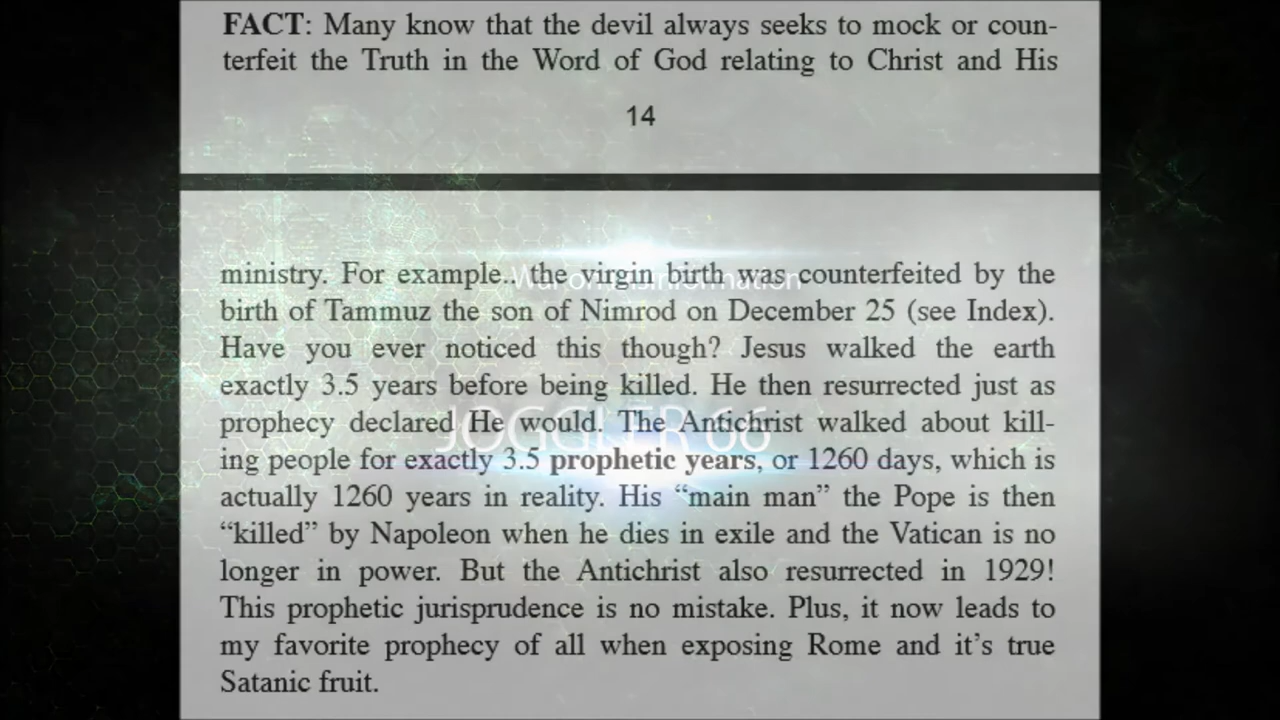 FACT: Many know that the devil always seeks to mock or coun-
terfeit the Truth in the Word of God relating to Christ and His
14
ministry. For example.. the virgin birth was counterfeited by the
birth of Tammuz the son of Nimrod on December 25 (see Index).
Have you ever noticed this though? Jesus walked the earth
exactly 3.5 years before being killed. He then resurrected just as
prophecy declared He would. The Antichrist walked about kill-
ing people for exactly 3.5 prophetic years, or 1260 days, which is
actually 1260 years in reality. His “main man” the Pope is then
“killed” by Napoleon when he dies in exile and the Vatican is no
longer in power. But the Antichrist also resurrected in 1929!
This prophetic jurisprudence is no mistake. Plus, it now leads to
my favorite prophecy of all when exposing Rome and it’s true
Satanic fruit.
JOGGLER 66